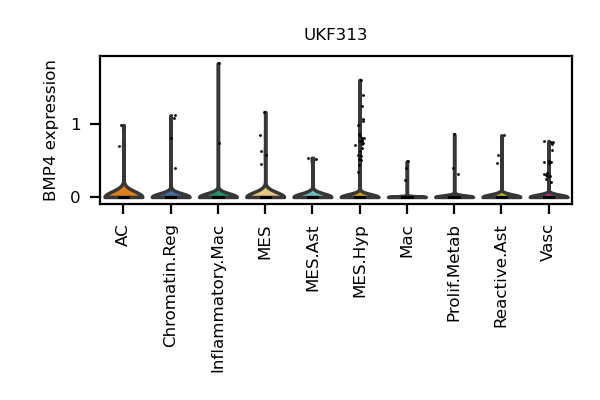 UKF313
BMP4 expression
1
0
AC
Chromatin.Reg
Inflammatory.Mac
MES
MES.Ast
MES.Hyp
Mac
Prolif.Metab
Reactive.Ast
Vasc